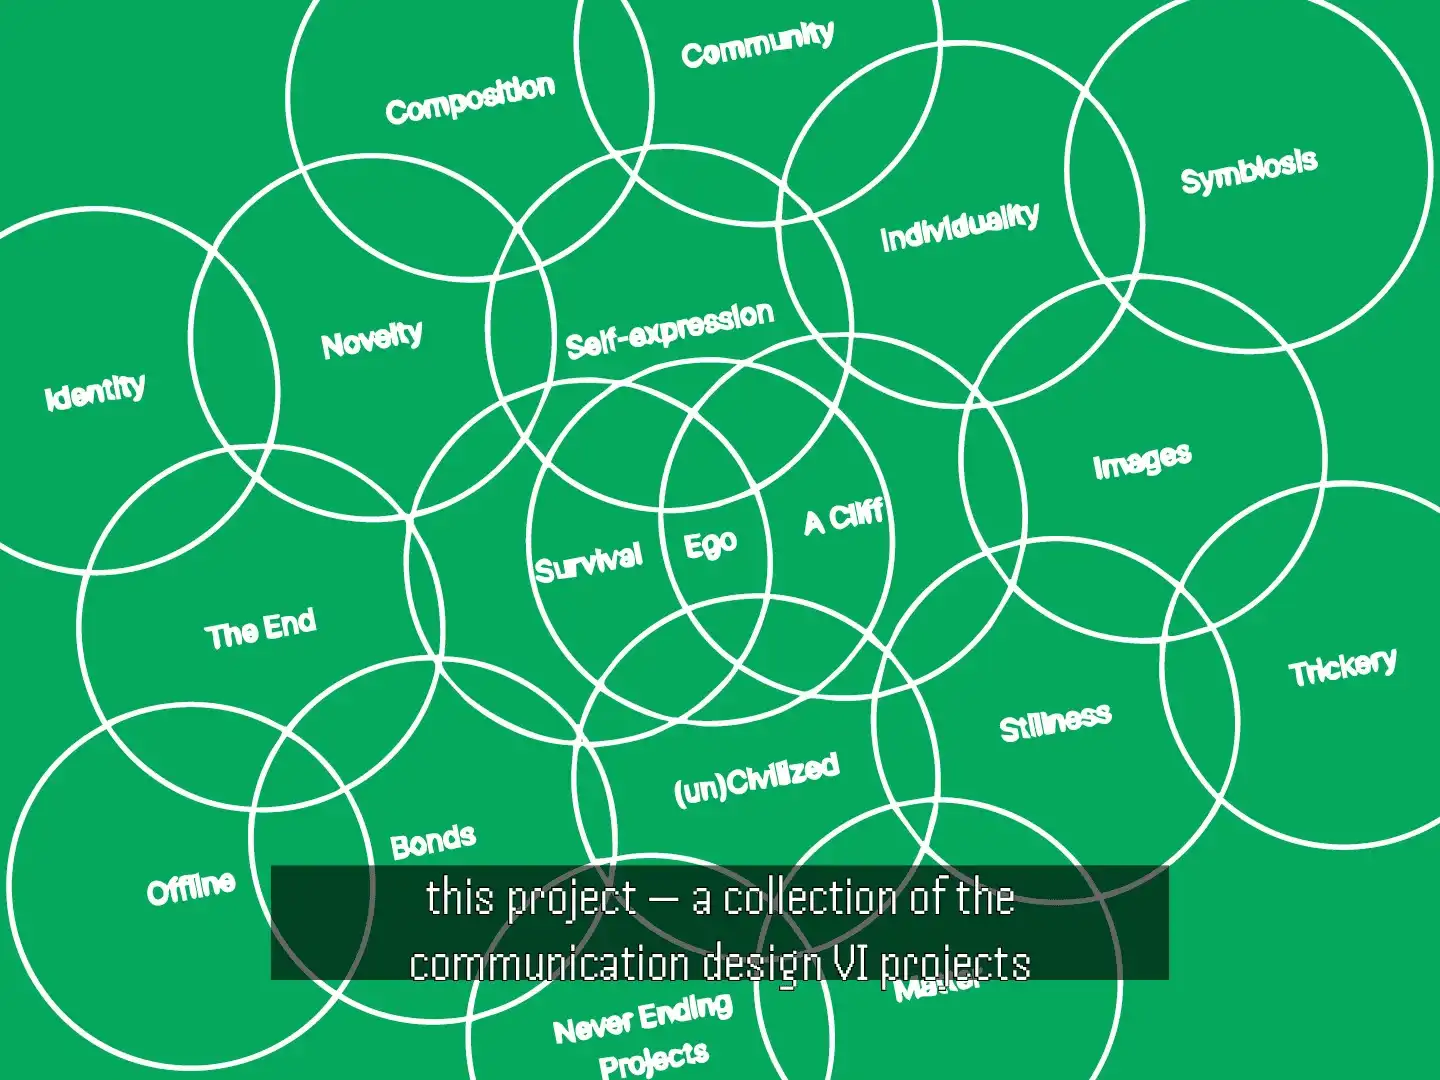 Community
Composition
Symbiosis
Individuality
Novelty
Self-expression
Identity
Images
A Cliff
Ego
Survival
The End
Trickery
Stillness
(un)Civilized
Bonds
Offline
this project — a collection of the
communication design VI projects
Matter
Never Ending
Projects